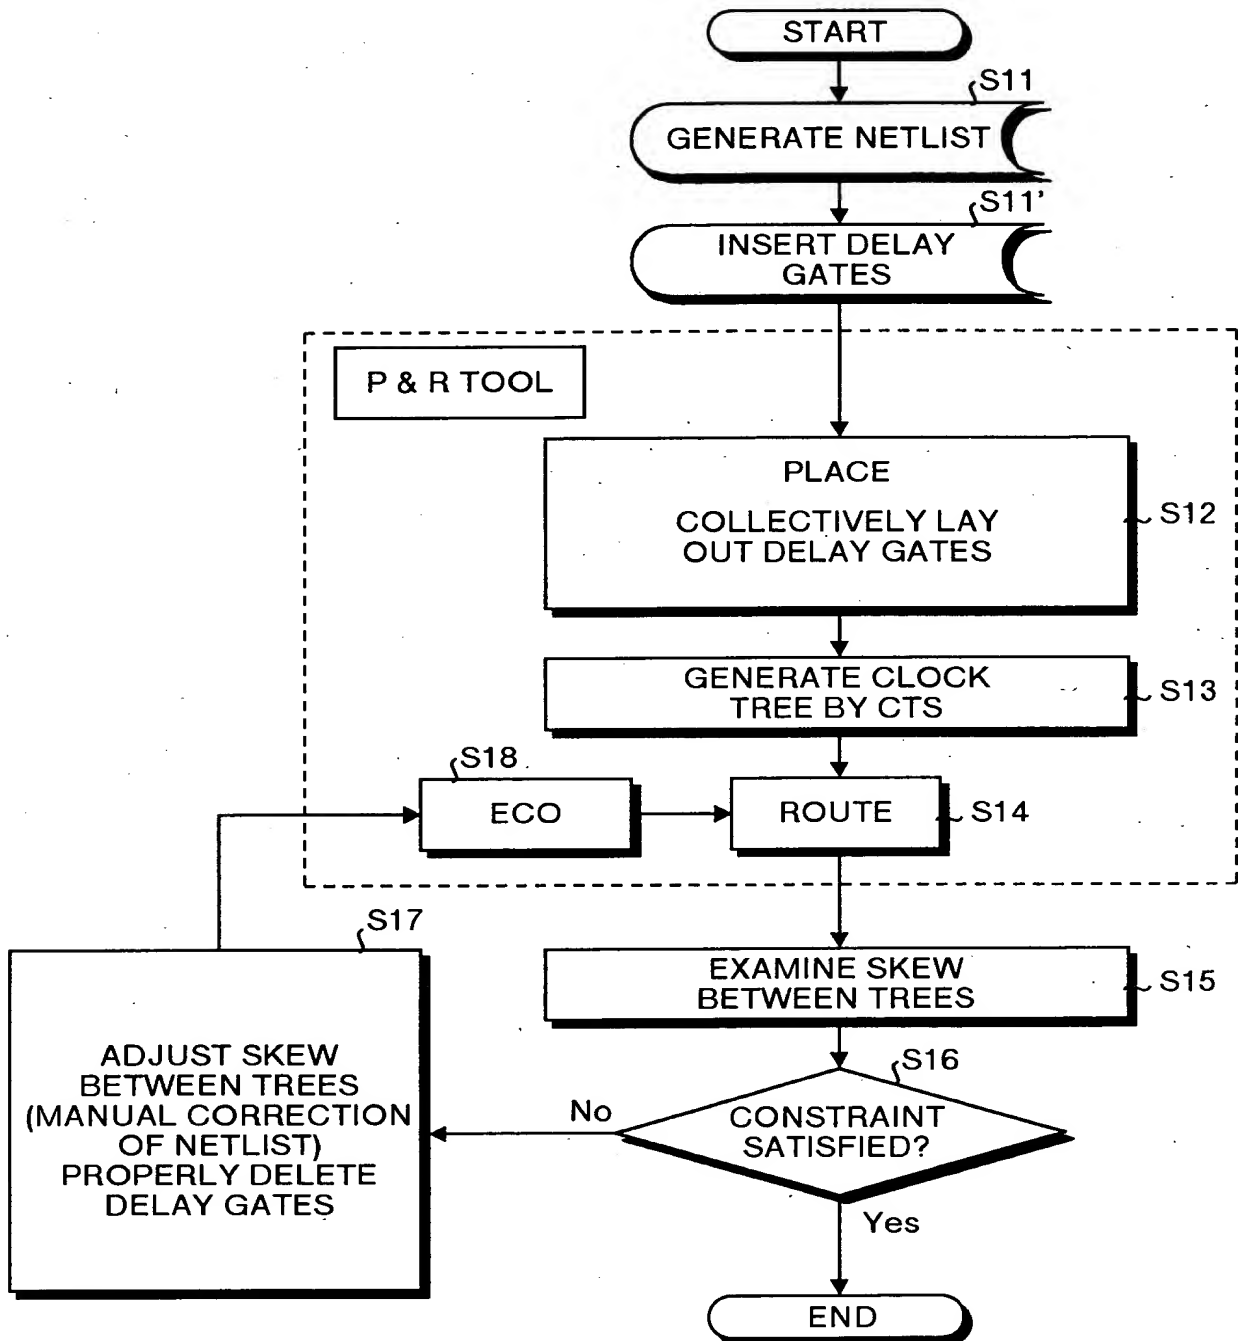 START
S11
GENERATE NETLIST
S11'
INSERT DELAY
GATES
P & R TOOL
PLACE
COLLECTIVELY LAY
OUT DELAY GATES
S12
GENERATE CLOCK
TREE BY CTS
S13
S18
ECO
ROUTE
S14
S17
EXAMINE SKEW
BETWEEN TREES
S15
ADJUST SKEW
BETWEEN TREES
(MANUAL CORRECTION
OF NETLIST)
PROPERLY DELETE
DELAY GATES
S16
No
CONSTRAINT
SATISFIED?
Yes
END